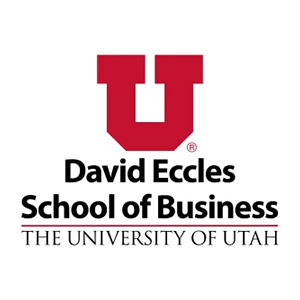 U®
David Eccles
School of Business
THE UNIVERSITY OF UTAH